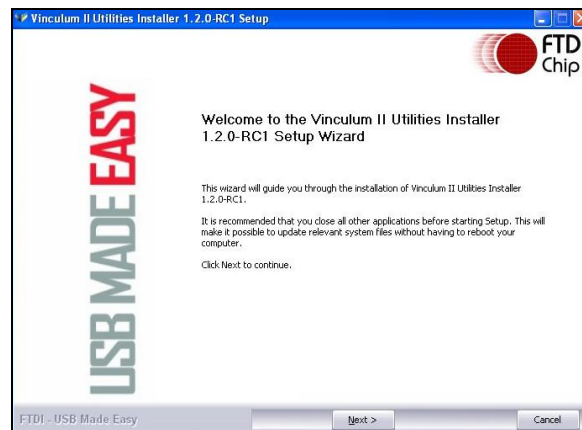 Vinculum II Utilities Installer 1.2.0-RC1 Setup
FTD
Chip
USB MADE EASY
Welcome to the Vinculum II Utilities Installer
1.2.0-RC1 Setup Wizard
This wizard will guide you through the installation of Vinculum II Utilities Installer
1.2.0-RC1.
It is recommended that you close all other applications before starting Setup. This will
make it possible to update relevant system files without having to reboot your
computer.
Click Next to continue.
FTDI - USB Made Easy
Next >
Cancel